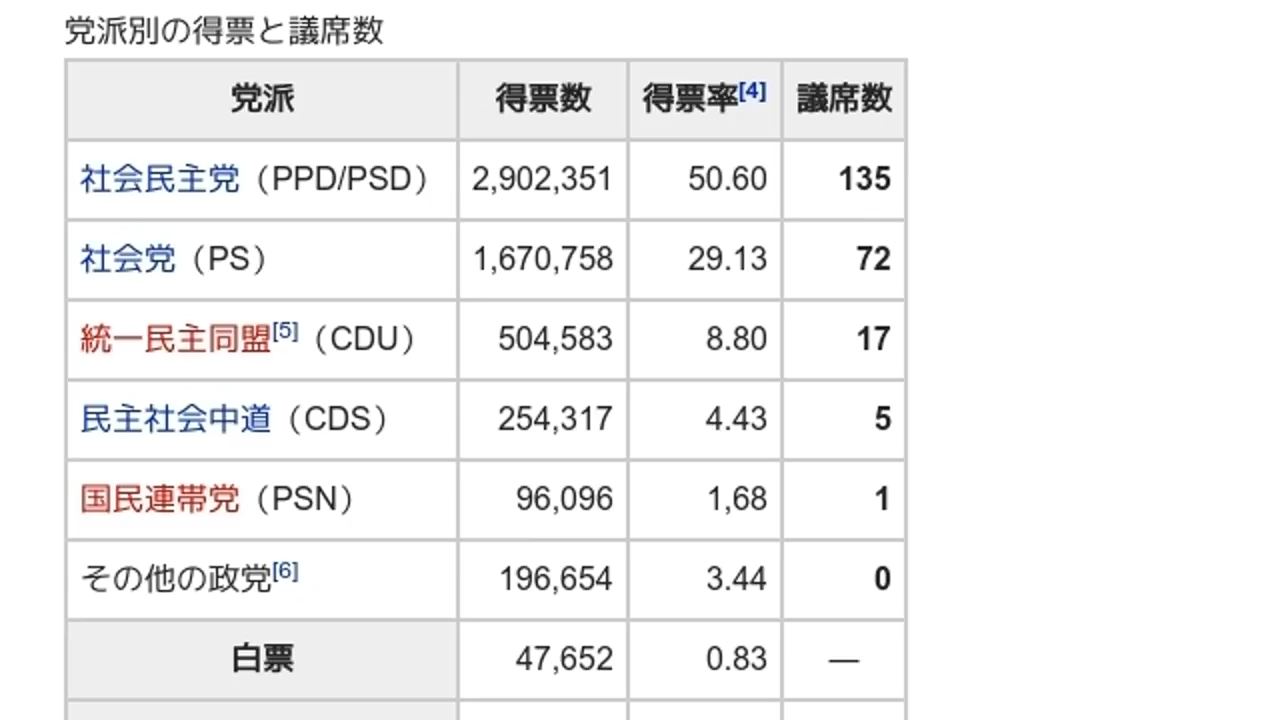 党派別の得票と議席数
党派 得票数 得票率[4] 議席数
社会民主党（PPD/PSD） 2,902,351 50.60 135
社会党（PS） 1,670,758 29.13 72
統一民主同盟[5]（CDU） 504,583 8.80 17
民主社会中道（CDS） 254,317 4.43 5
国民連帯党（PSN） 96,096 1,68 1
その他の政党[6] 196,654 3.44 0
白票 47,652 0.83 —